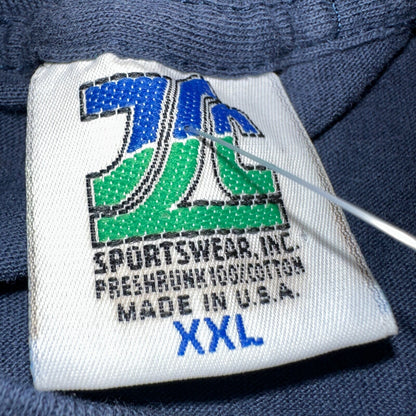 SPORTSWEAR, INC.
PRESHRUNK 100% COTTON
MADE IN U.S.A.
XXL